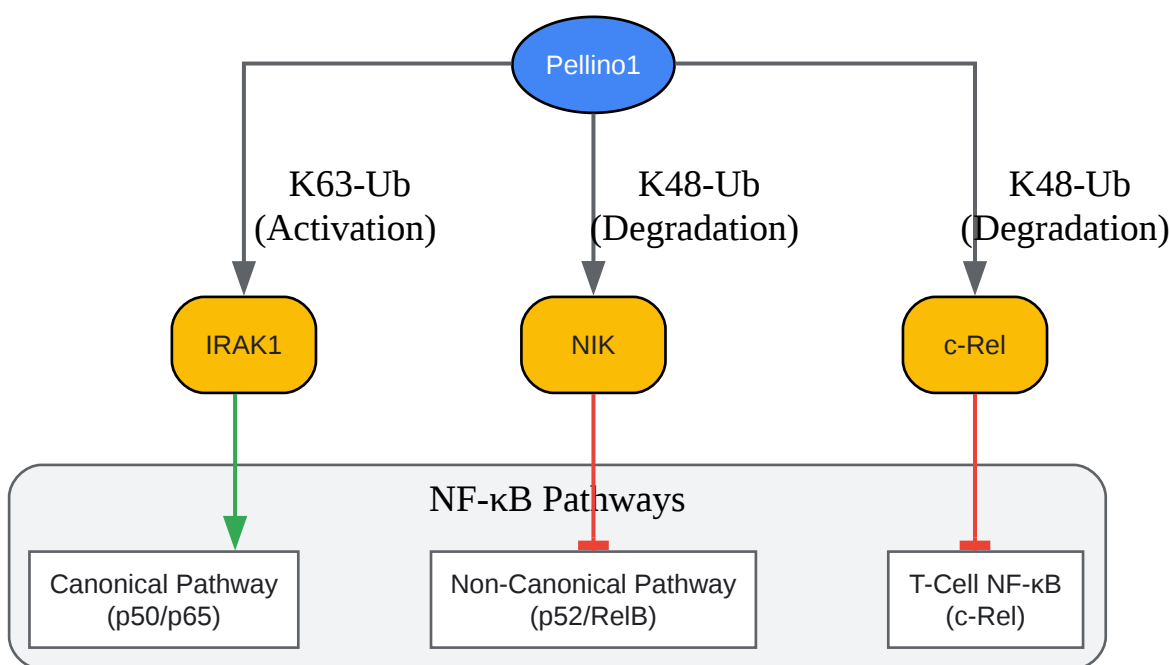 Pellino1
K63-Ub
(Activation)
K48-Ub
(Degradation)
K48-Ub
(Degradation)
IRAK1
NIK
c-Rel
NF-κB Pathways
Canonical Pathway
(p50/p65)
Non-Canonical Pathway
(p52/RelB)
T-Cell NF-κB
(c-Rel)